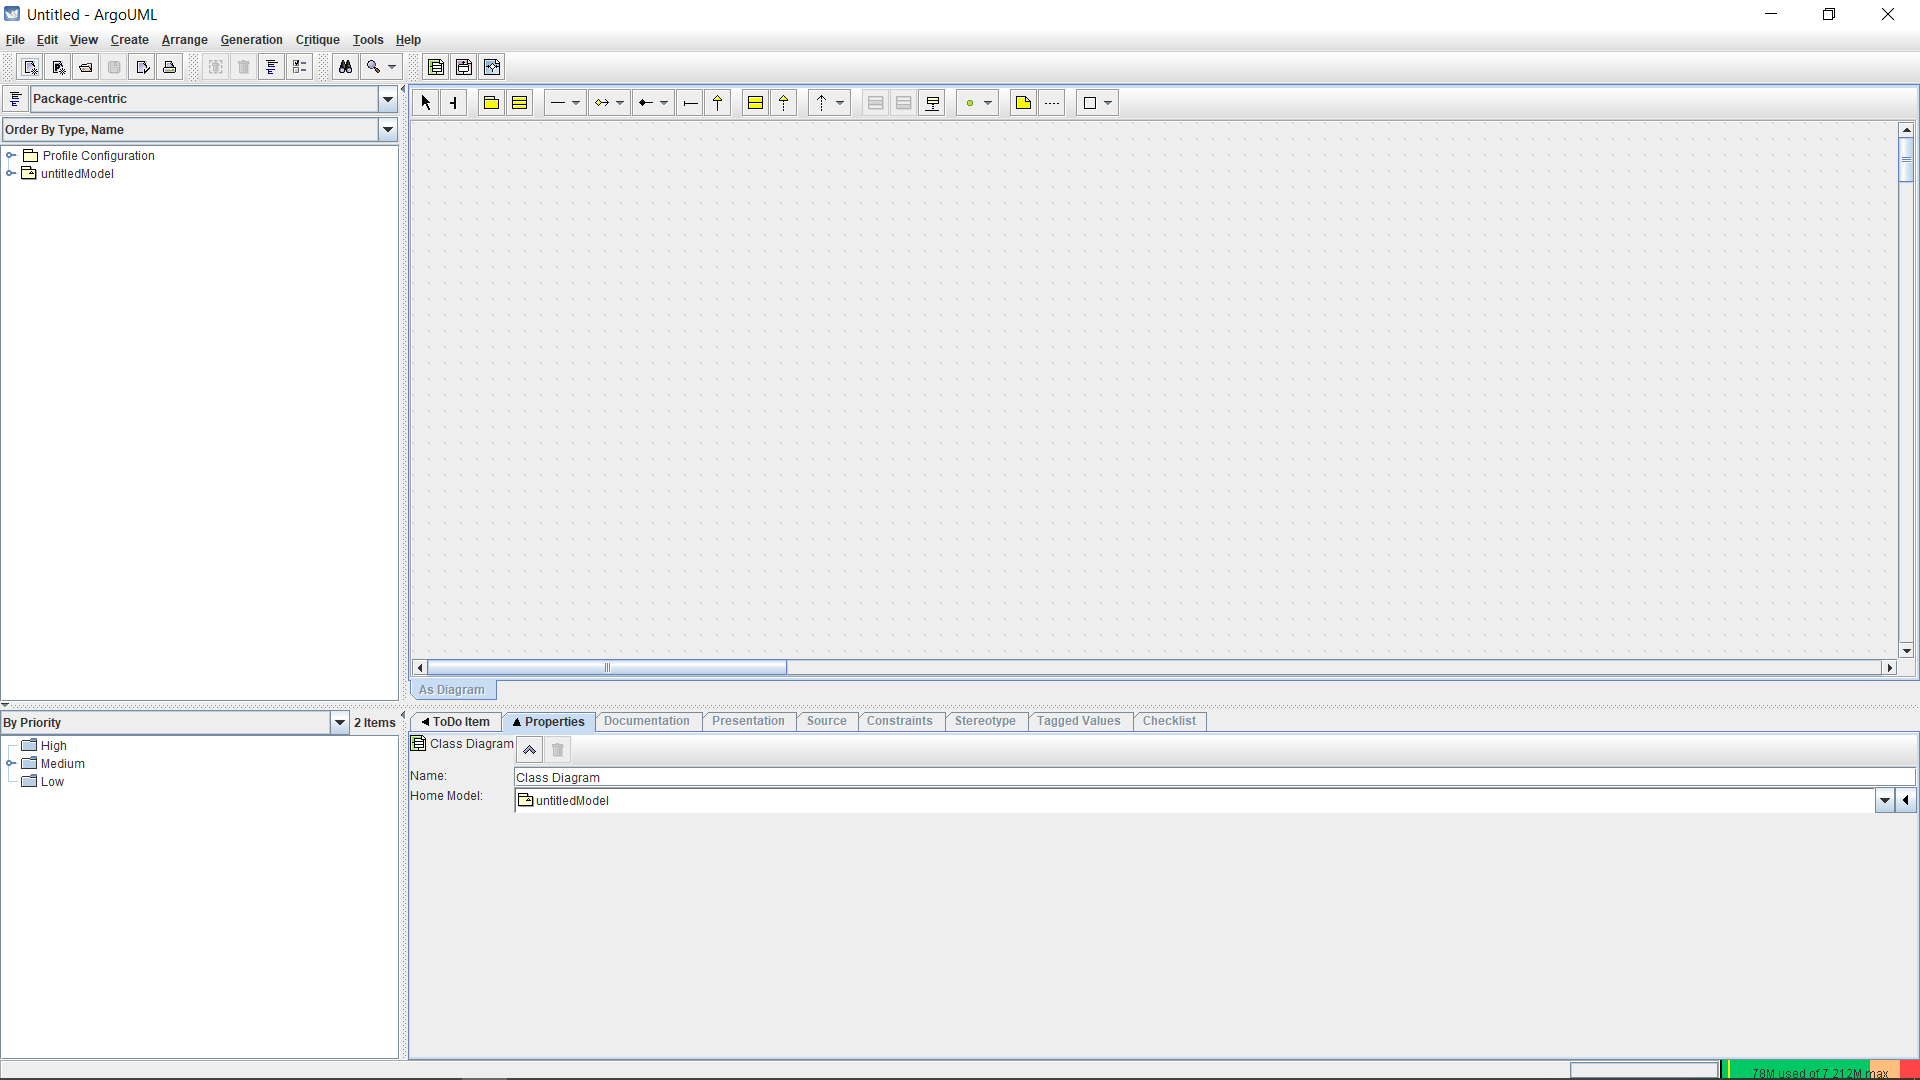 Untitled - ArgoUML
File Edit View Create Arrange Generation Critique Tools Help
Package-centric
Order By Type, Name
Profile Configuration
untitledModel
As Diagram
By Priority
2 Items
High
Medium
Low
ToDo Item Properties Documentation Presentation Source Constraints Stereotype Tagged Values Checklist
Class Diagram
Name:
Class Diagram
Home Model:
untitledModel
78M used of 7 212M max